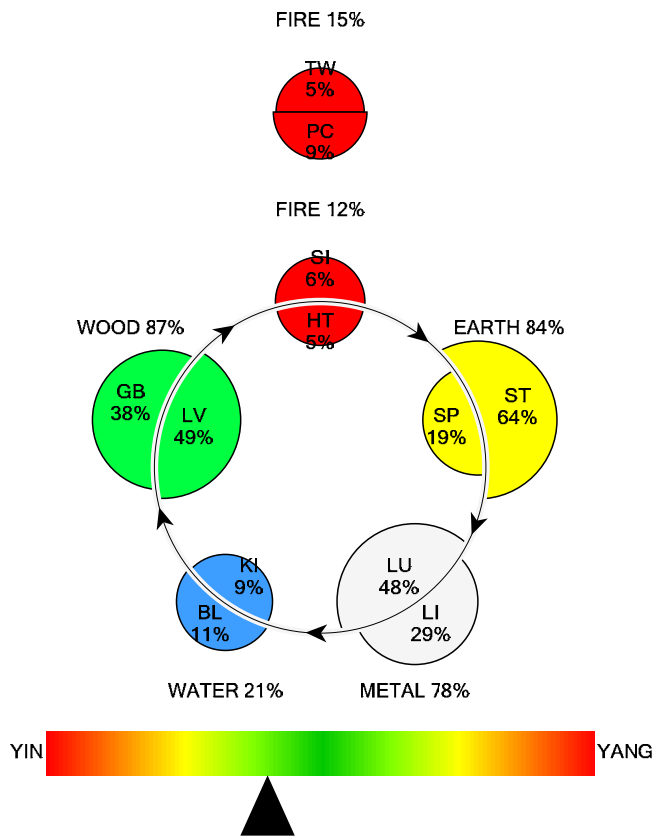 FIRE 15%
TW
5%
PC
9%
FIRE 12%
SI
6%
HT
5%
WOOD 87%
EARTH 84%
GB
38%
LV
49%
ST
64%
SP
19%
KI
9%
BL
11%
LU
48%
LI
29%
WATER 21%
METAL 78%
YIN
YANG